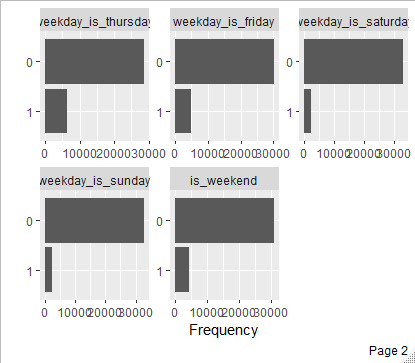 weekday_is_thursday
weekday_is_friday
weekday_is_saturda
0
1
0
1
0
1
0 10000 20000 30000
0 10000 20000 30000
0 10000 20000 30000
weekday_is_sunday
is_weekend
0
1
0
1
0 10000 20000 30000
0 10000 20000 30000
Frequency
Page 2